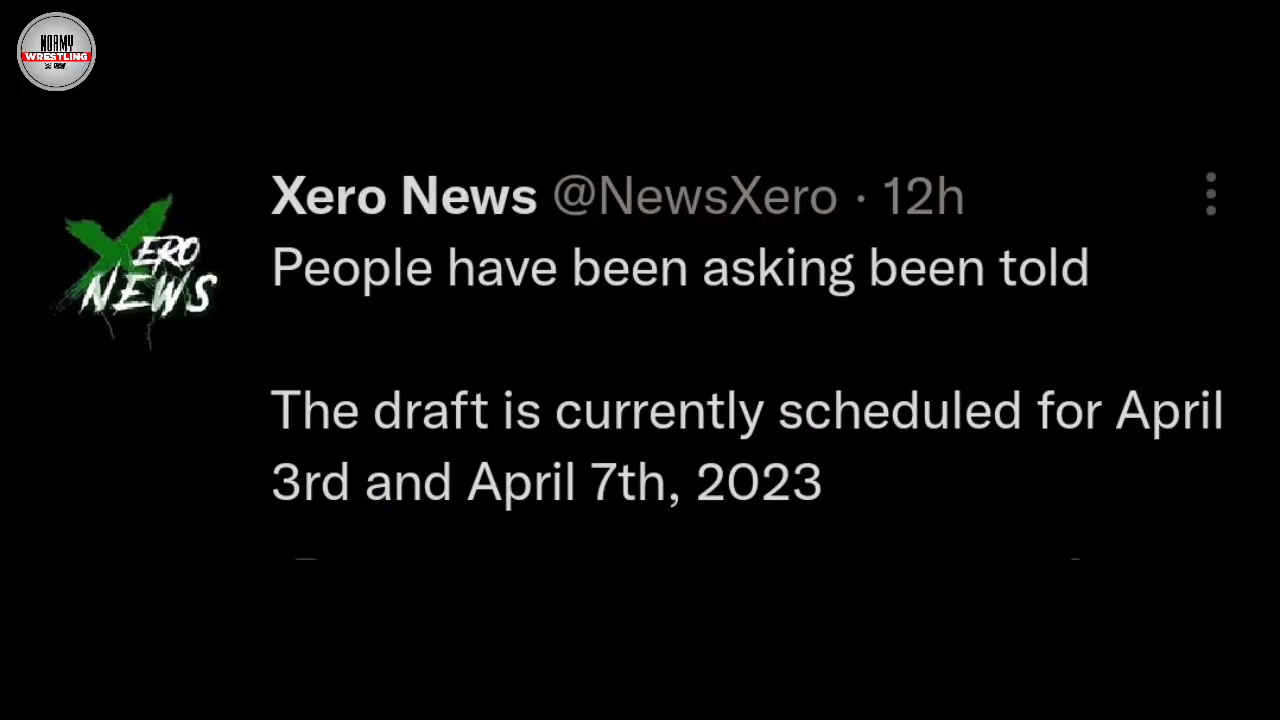 NORMY
WRESTLING
Xero News @NewsXero · 12h
XERO
NEWS
People have been asking been told
The draft is currently scheduled for April
3rd and April 7th, 2023